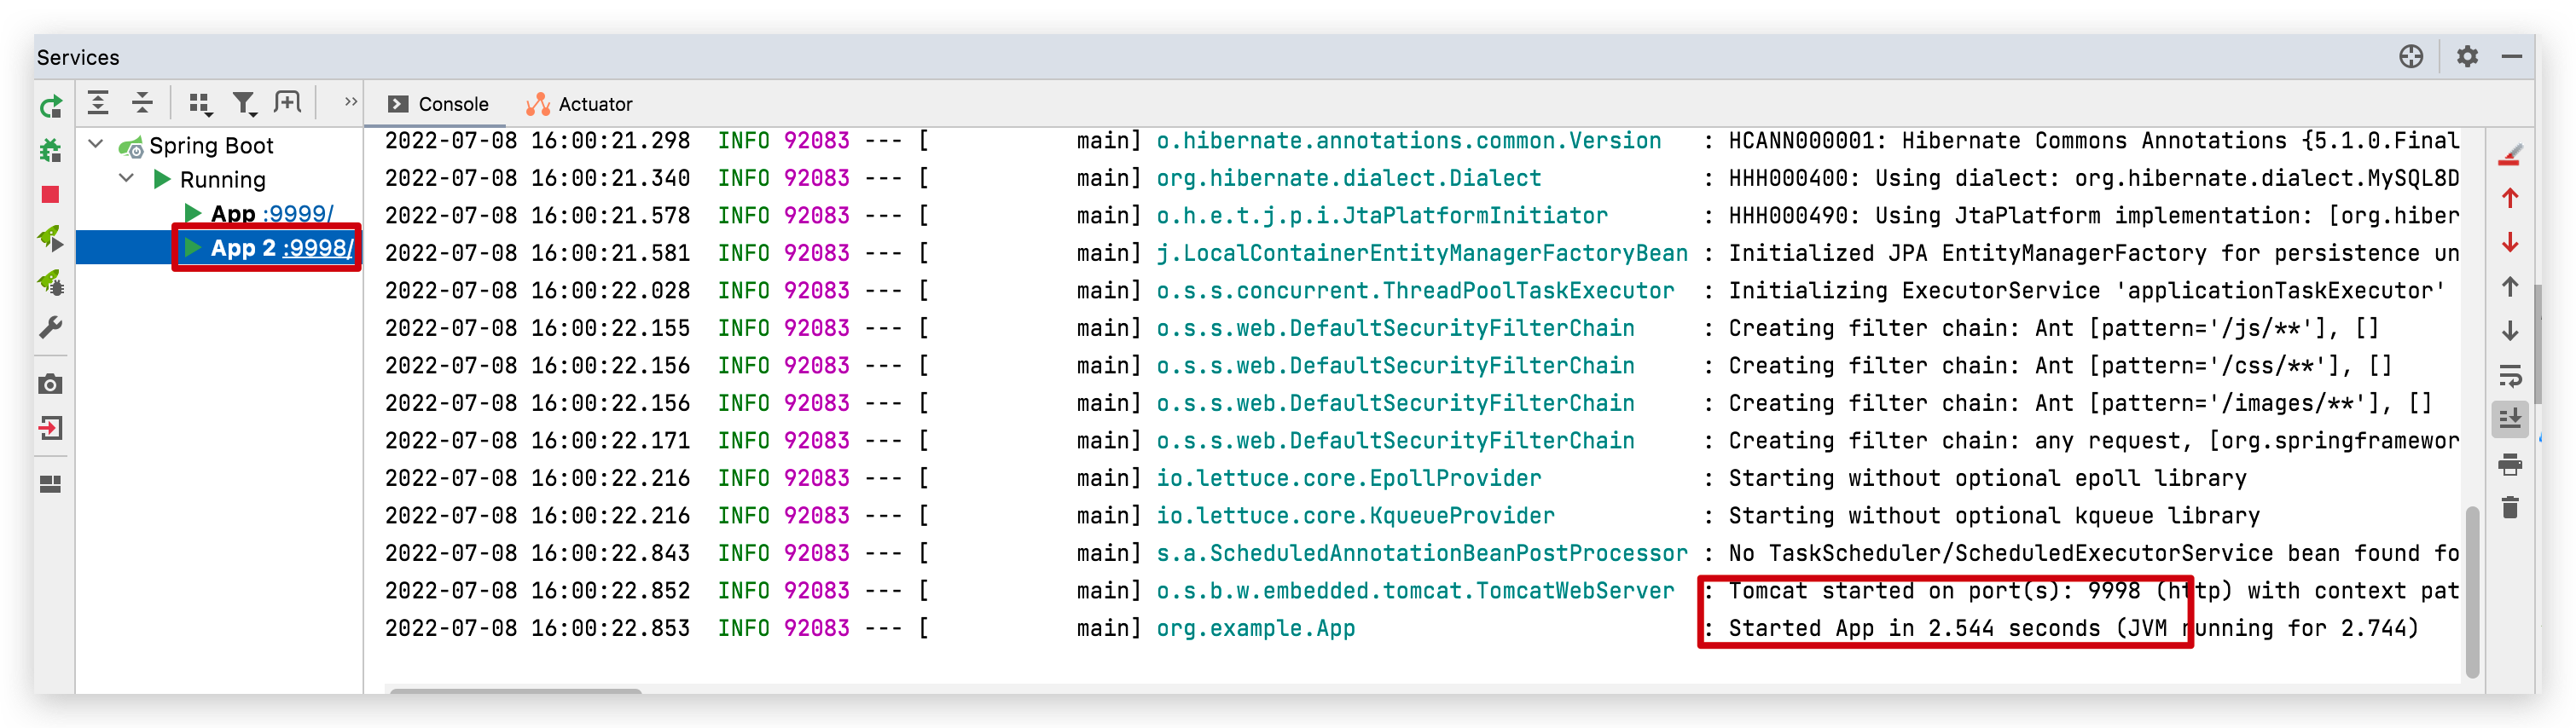 Services
Console
Actuator
Spring Boot
Running
App :9999/
App 2 :9998/
2022-07-08 16:00:21.298  INFO 92083 --- [           main] o.hibernate.annotations.common.Version   : HCANN000001: Hibernate Commons Annotations {5.1.0.Final
2022-07-08 16:00:21.340  INFO 92083 --- [           main] org.hibernate.dialect.Dialect            : HHH000400: Using dialect: org.hibernate.dialect.MySQL8D
2022-07-08 16:00:21.578  INFO 92083 --- [           main] o.h.e.t.j.p.i.JtaPlatformInitiator       : HHH000490: Using JtaPlatform implementation: [org.hiber
2022-07-08 16:00:21.581  INFO 92083 --- [           main] j.LocalContainerEntityManagerFactoryBean : Initialized JPA EntityManagerFactory for persistence un
2022-07-08 16:00:22.028  INFO 92083 --- [           main] o.s.s.concurrent.ThreadPoolTaskExecutor  : Initializing ExecutorService 'applicationTaskExecutor'
2022-07-08 16:00:22.155  INFO 92083 --- [           main] o.s.s.web.DefaultSecurityFilterChain     : Creating filter chain: Ant [pattern='/js/**'], []
2022-07-08 16:00:22.156  INFO 92083 --- [           main] o.s.s.web.DefaultSecurityFilterChain     : Creating filter chain: Ant [pattern='/css/**'], []
2022-07-08 16:00:22.156  INFO 92083 --- [           main] o.s.s.web.DefaultSecurityFilterChain     : Creating filter chain: Ant [pattern='/images/**'], []
2022-07-08 16:00:22.171  INFO 92083 --- [           main] o.s.s.web.DefaultSecurityFilterChain     : Creating filter chain: any request, [org.springframewor
2022-07-08 16:00:22.216  INFO 92083 --- [           main] io.lettuce.core.EpollProvider            : Starting without optional epoll library
2022-07-08 16:00:22.216  INFO 92083 --- [           main] io.lettuce.core.KqueueProvider           : Starting without optional kqueue library
2022-07-08 16:00:22.843  INFO 92083 --- [           main] s.a.ScheduledAnnotationBeanPostProcessor : No TaskScheduler/ScheduledExecutorService bean found fo
2022-07-08 16:00:22.852  INFO 92083 --- [           main] o.s.b.w.embedded.tomcat.TomcatWebServer  : Tomcat started on port(s): 9998 (http) with context pat
2022-07-08 16:00:22.853  INFO 92083 --- [           main] org.example.App                          : Started App in 2.544 seconds (JVM running for 2.744)